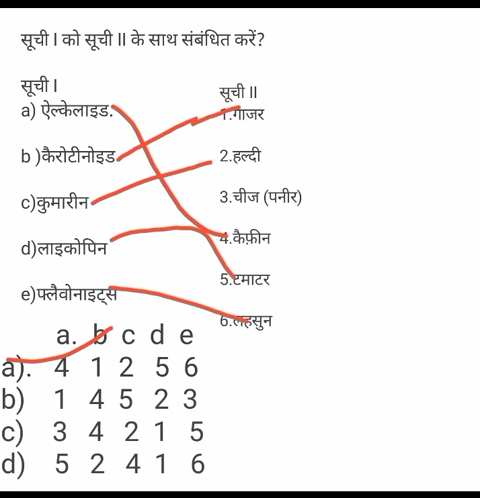 सूची I को सूची II के साथ संबंधित करें?
सूची I
सूची II
a) ऐल्केलाइड.
1.गाजर
b )कैरोटीनोइड
2.हल्दी
c)कुमारीन
3.चीज (पनीर)
d)लाइकोपिन
4.कैफ़ीन
e)फ्लैवोनाइट्स
5.टमाटर
6.लहसुन
a. b c d e
a). 4 1 2 5 6
b) 1 4 5 2 3
c) 3 4 2 1 5
d) 5 2 4 1 6